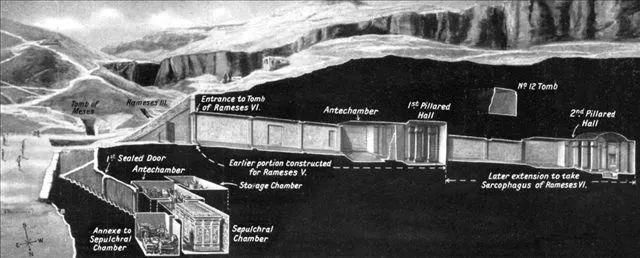 Tomb of
Meses
Rameses III.
Entrance to Tomb
of Rameses VI.
Antechamber
1st Pillared
Hall
No 12 Tomb
2nd Pillared
Hall
Earlier portion constructed
for Rameses V.
Later extension to take
Sarcophagus of Rameses VI.
1st Sealed Door
Antechamber
Storage Chamber
Annexe to
Sepulchral
Chamber
Sepulchral
Chamber
N
E
W
S